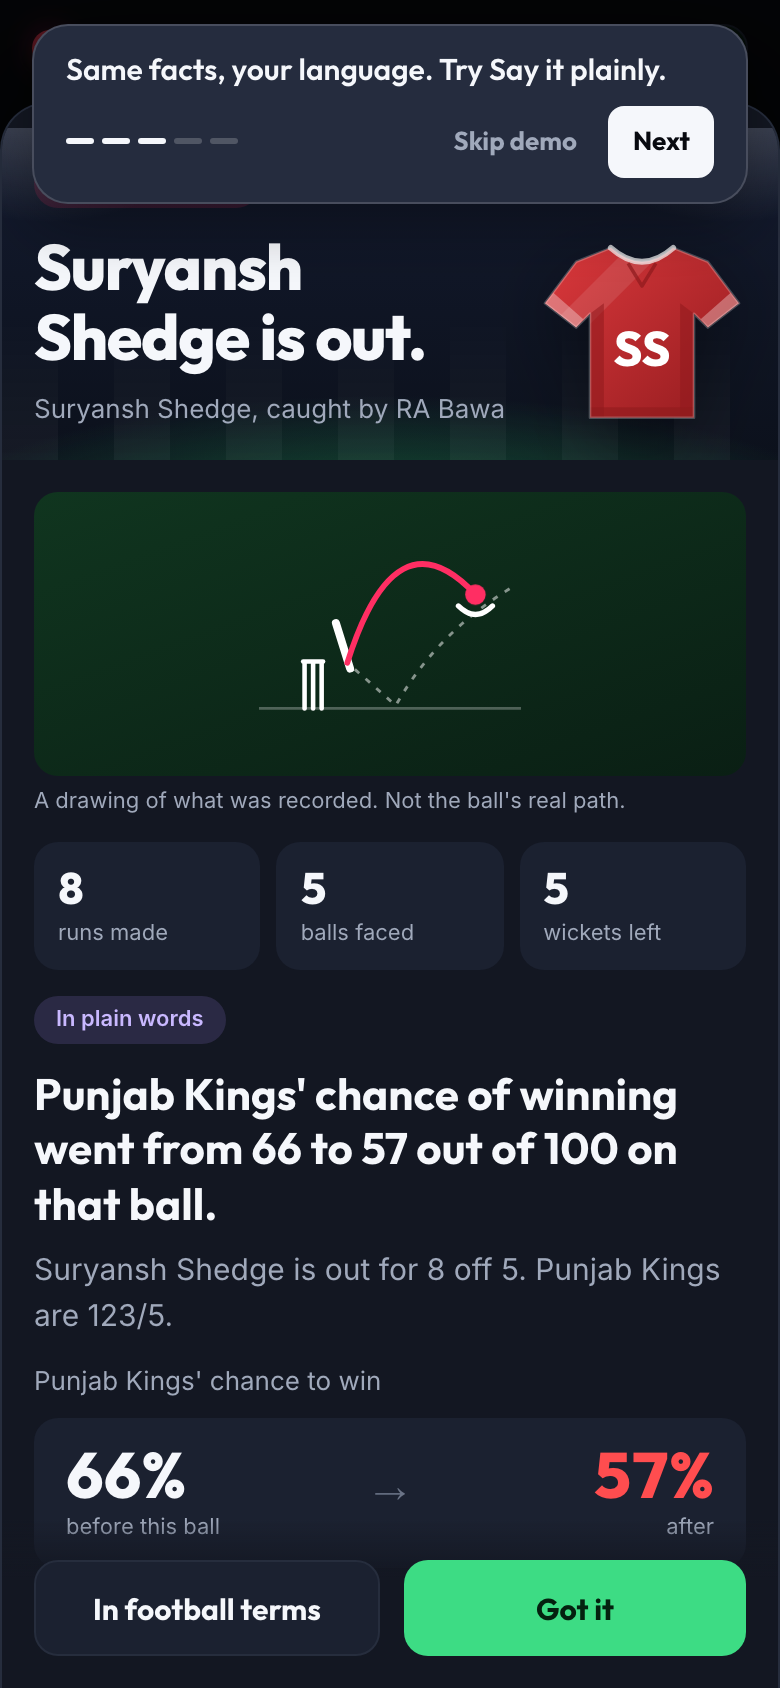 Same facts, your language. Try Say it plainly.
Skip demo
Next
Suryansh
Shedge is out.
SS
Suryansh Shedge, caught by RA Bawa
A drawing of what was recorded. Not the ball's real path.
8
runs made
5
balls faced
5
wickets left
In plain words
Punjab Kings' chance of winning
went from 66 to 57 out of 100 on
that ball.
Suryansh Shedge is out for 8 off 5. Punjab Kings
are 123/5.
Punjab Kings' chance to win
66%
before this ball
→
57%
after
In football terms
Got it